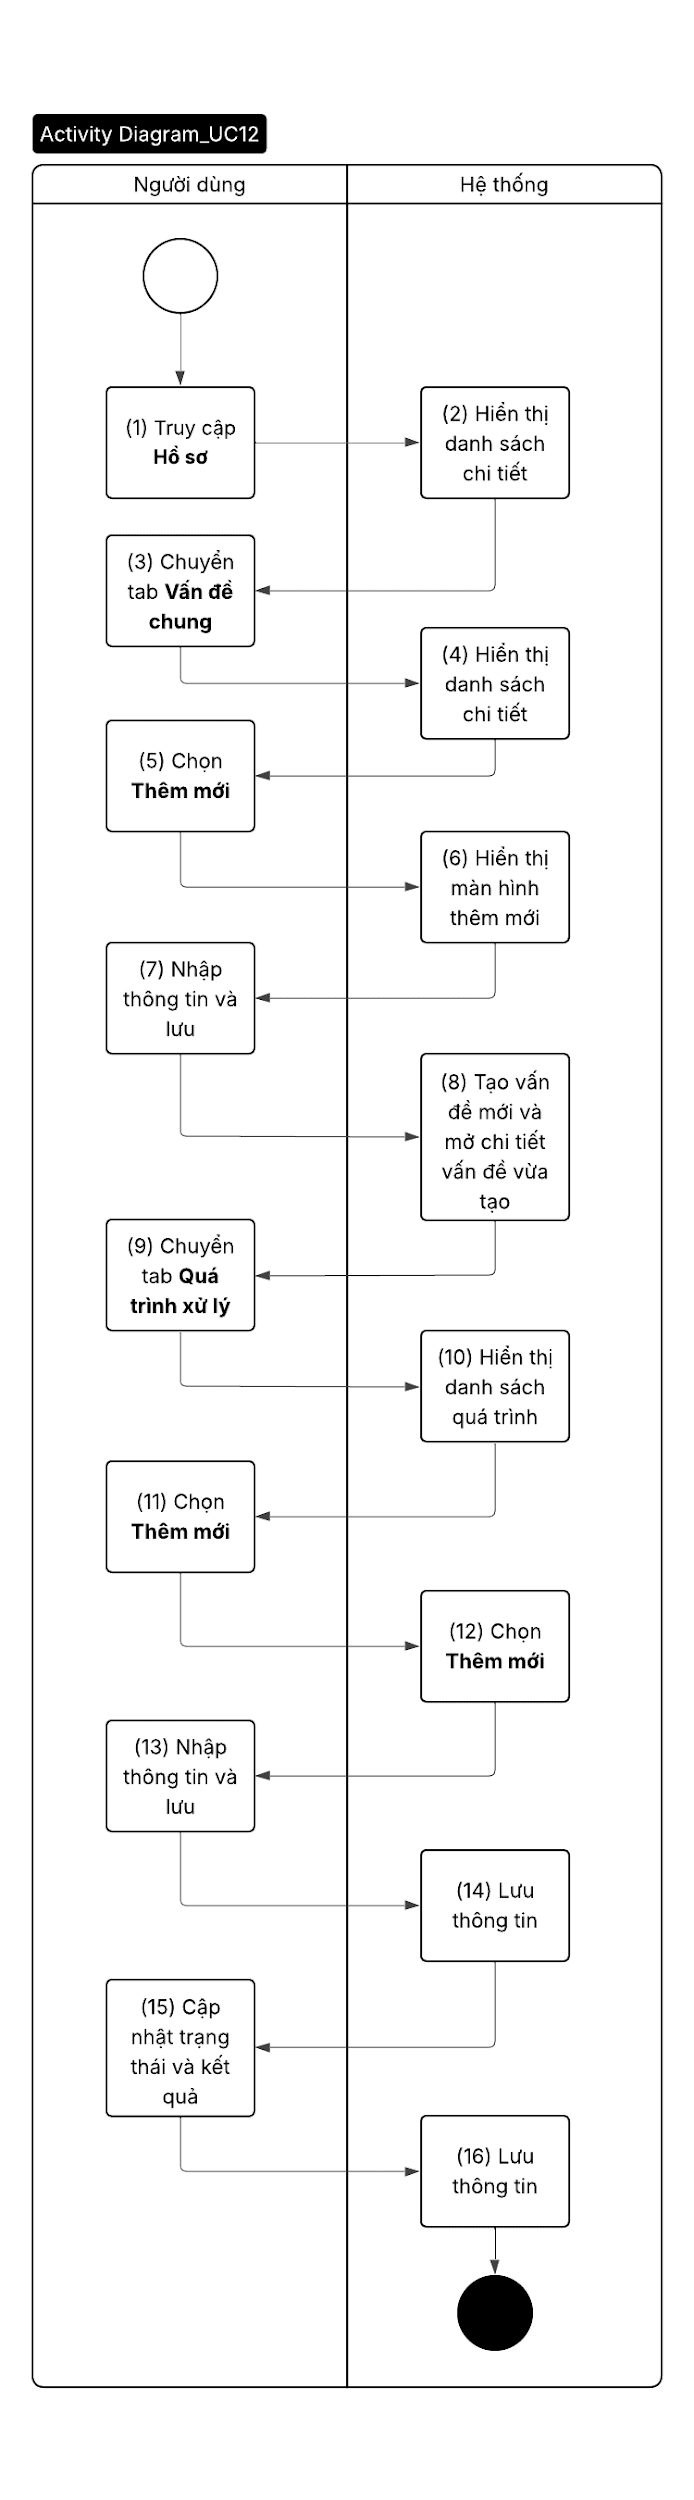 Activity Diagram_UC12
Người dùng
Hệ thống
(1) Truy cập
Hồ sơ
(2) Hiển thị
danh sách
chi tiết
(3) Chuyển
tab Vấn đề
chung
(4) Hiển thị
danh sách
chi tiết
(5) Chọn
Thêm mới
(6) Hiển thị
màn hình
thêm mới
(7) Nhập
thông tin và
lưu
(8) Tạo vấn
đề mới và
mở chi tiết
vấn đề vừa
tạo
(9) Chuyển
tab Quá
trình xử lý
(10) Hiển thị
danh sách
quá trình
(11) Chọn
Thêm mới
(12) Chọn
Thêm mới
(13) Nhập
thông tin và
lưu
(14) Lưu
thông tin
(15) Cập
nhật trạng
thái và kết
quả
(16) Lưu
thông tin